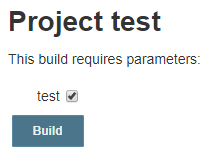 Project test
This build requires parameters:
test
Build